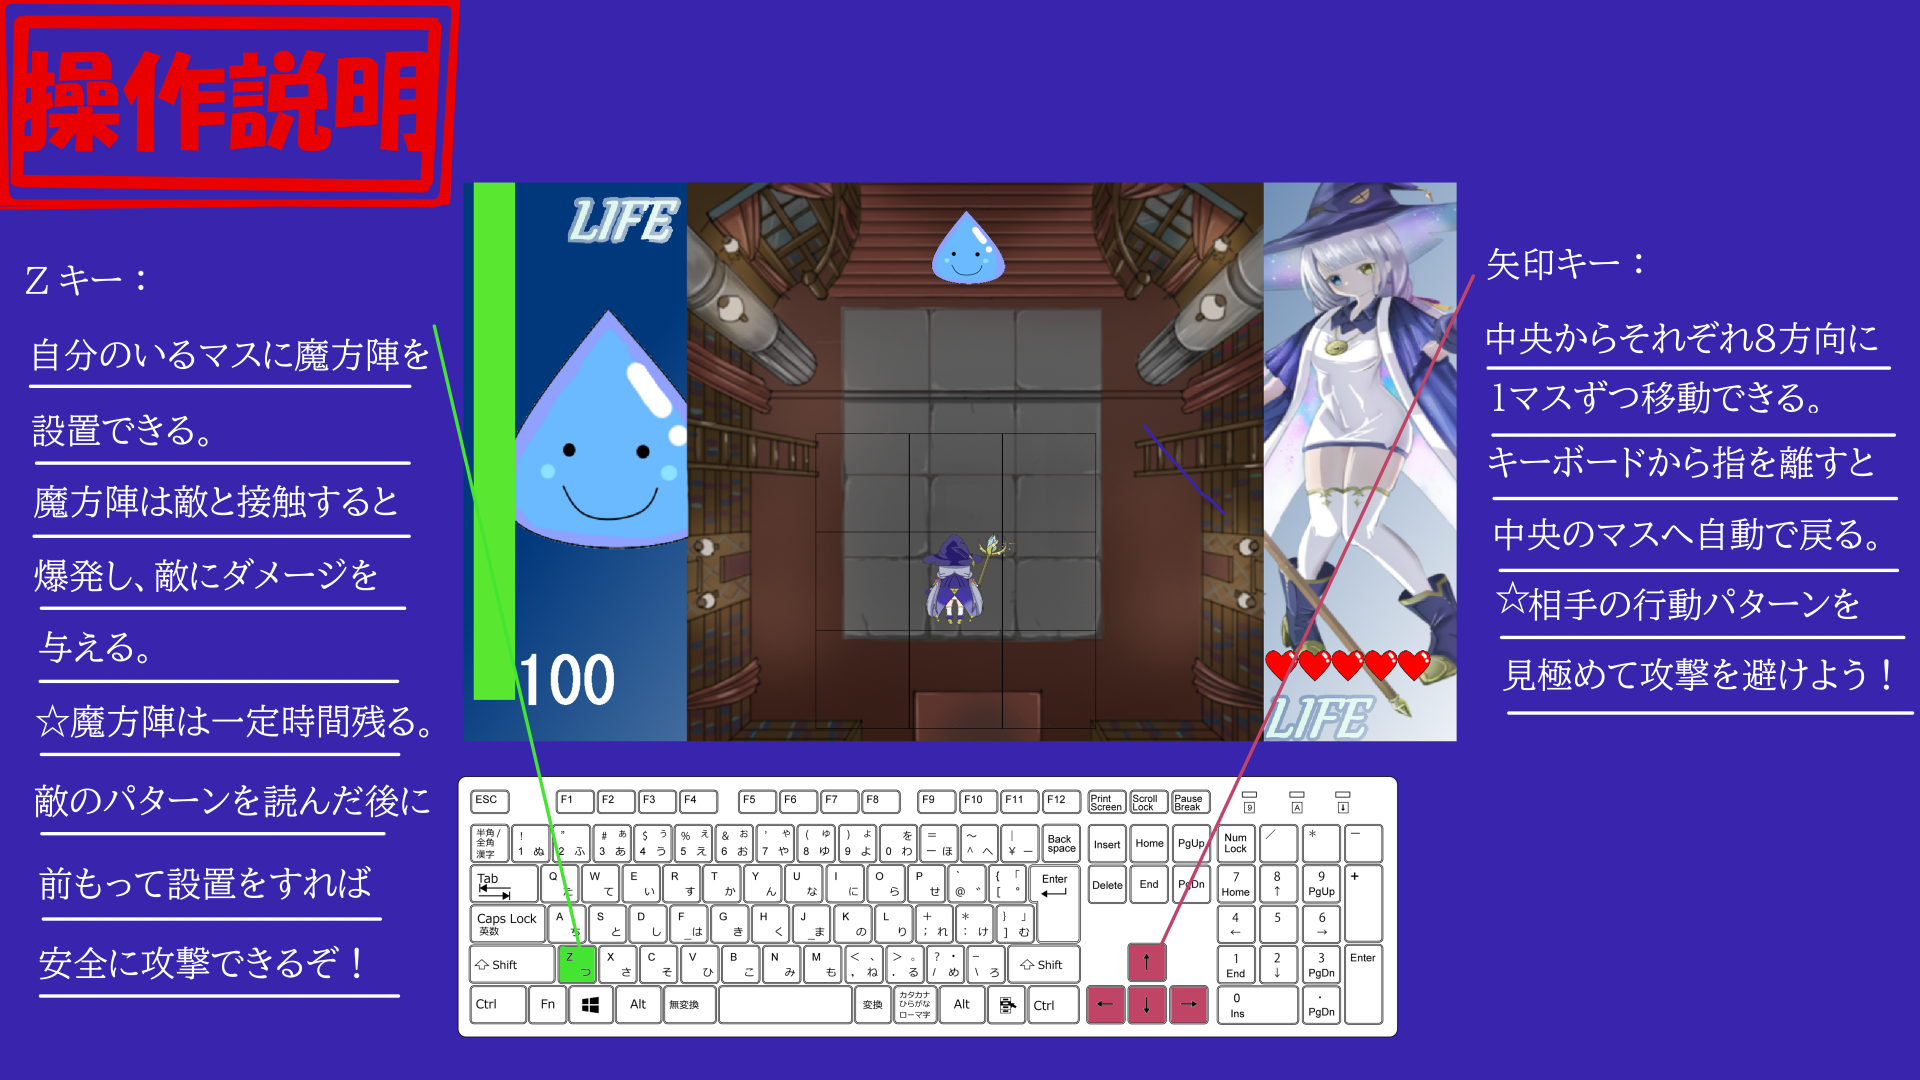 操作説明
Z キー：
自分のいるマスに魔方陣を
設置できる。
魔方陣は敵と接触すると
爆発し、敵にダメージを
与える。
☆魔方陣は一定時間残る。
敵のパターンを読んだ後に
前もって設置をすれば
安全に攻撃できるぞ！
LIFE
100
LIFE
矢印キー：
中央からそれぞれ8方向に
1マスずつ移動できる。
キーボードから指を離すと
中央のマスへ自動で戻る。
☆相手の行動パターンを
見極めて攻撃を避けよう！
ESC F1 F2 F3 F4 F5 F6 F7 F8 F9 F10 F11 F12 Print Screen Scroll Lock Pause Break 9 A
半角/全角 漢字 ! 1 ぬ " 2 ふ # あ 3 あ $ う 4 う % え 5 え & お 6 お ' や 7 や ( ゆ 8 ゆ ) よ 9 よ を 0 わ = ー ほ ～ ^ へ | ¥ ー Back space Insert Home PgUp Num Lock ／ * －
Tab Q た W て E い R す T か Y ん U な I に O ら P せ ` @ ゛ { 「 [ ゜ Enter Delete End PgDn 7 Home 8 ↑ 9 PgUp +
Caps Lock 英数 A ち S と D し F _は G き H く J _ま K の L り + ; れ * : け } 」 ] む 4 ← 5 6 →
⇧ Shift Z つ X さ C そ V ひ B こ N み M も < 、 , ね > 。 . る ? ・ / め _ \ ろ ⇧ Shift ↑ 1 End 2 ↓ 3 PgDn Enter
Ctrl Fn Alt 無変換 変換 カタカナ ひらがな ローマ字 Alt Ctrl ← ↓ → 0 Ins . PgDn